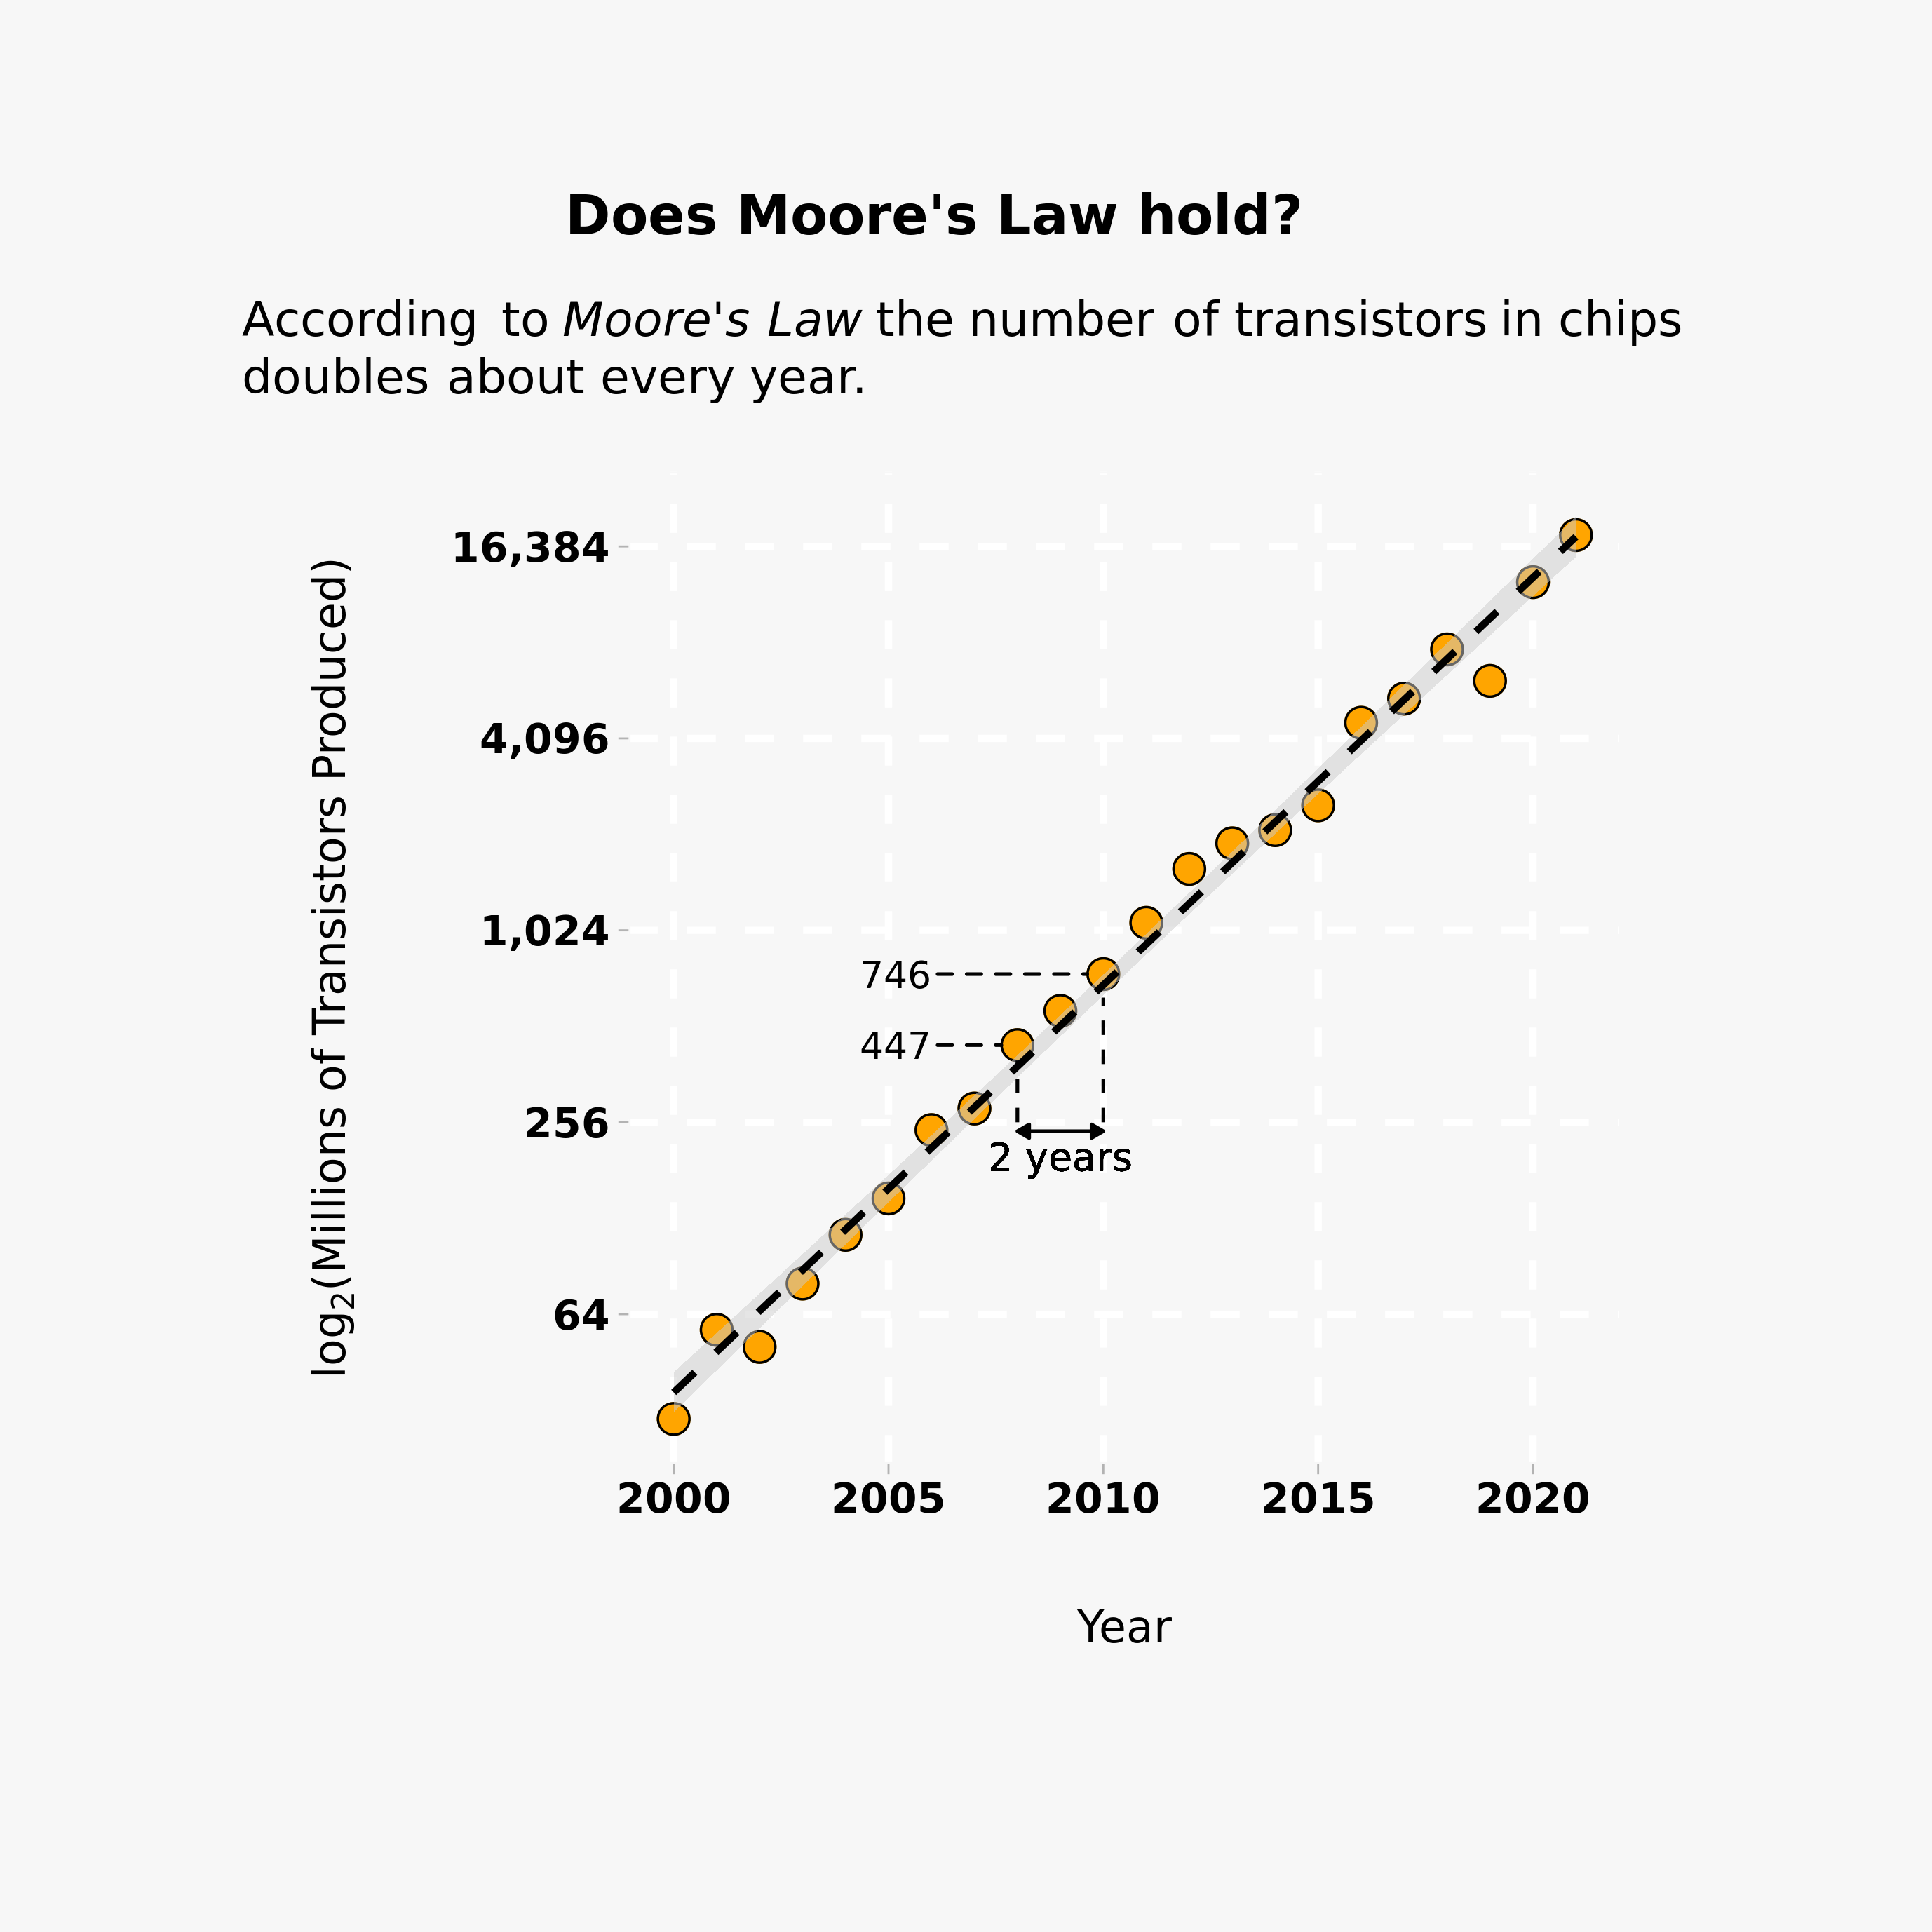 Does Moore's Law hold?
According to Moore's Law the number of transistors in chips
doubles about every year.
log₂(Millions of Transistors Produced)
16,384
4,096
1,024
256
64
746
447
2 years
2000 2005 2010 2015 2020
Year